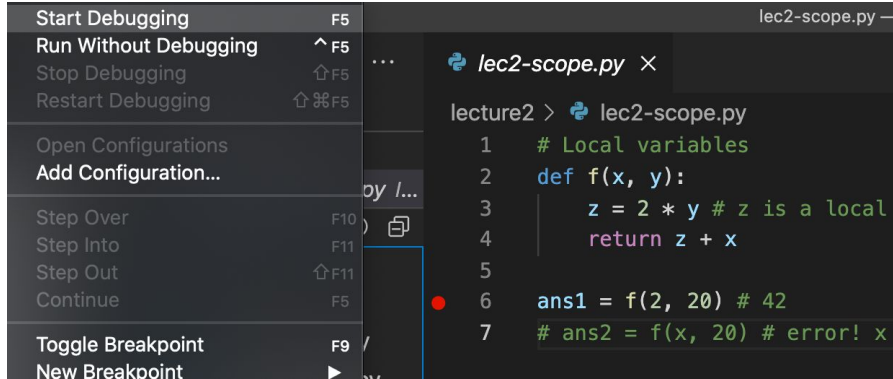 Start Debugging F5
Run Without Debugging ^ F5
Stop Debugging ⇧F5
Restart Debugging ⇧⌘F5
Open Configurations
Add Configuration...
Step Over F10
Step Into F11
Step Out ⇧F11
Continue F5
Toggle Breakpoint F9
New Breakpoint ▶
...
py /...
lec2-scope.py —
lec2-scope.py ×
lecture2 > lec2-scope.py
1 # Local variables
2 def f(x, y):
3 z = 2 * y # z is a local
4 return z + x
5
6 ans1 = f(2, 20) # 42
7 # ans2 = f(x, 20) # error! x